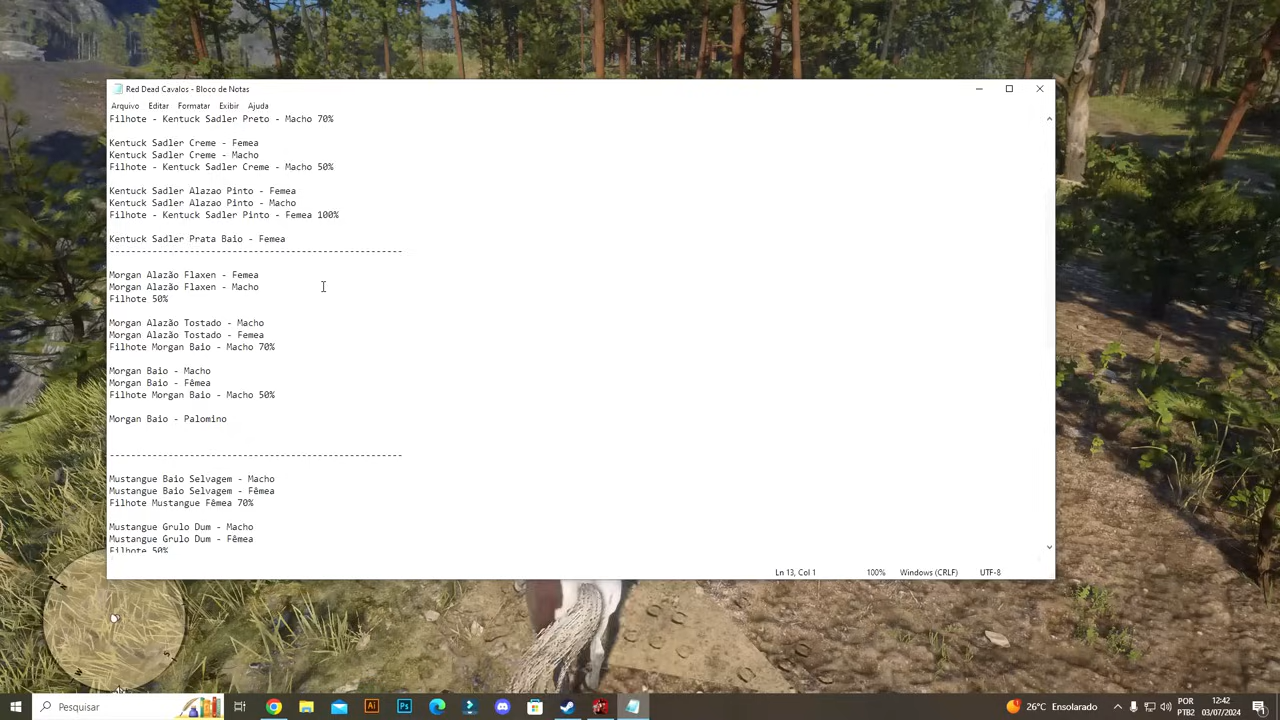 Red Dead Cavalos - Bloco de Notas
Arquivo Editar Formatar Exibir Ajuda
Filhote - Kentuck Sadler Preto - Macho 70%
Kentuck Sadler Creme - Femea
Kentuck Sadler Creme - Macho
Filhote - Kentuck Sadler Creme - Macho 50%
Kentuck Sadler Alazao Pinto - Femea
Kentuck Sadler Alazao Pinto - Macho
Filhote - Kentuck Sadler Pinto - Femea 100%
Kentuck Sadler Prata Baio - Femea
-------------------------------------------------------
Morgan Alazão Flaxen - Femea
Morgan Alazão Flaxen - Macho
Filhote 50%
Morgan Alazão Tostado - Macho
Morgan Alazão Tostado - Femea
Filhote Morgan Baio - Macho 70%
Morgan Baio - Macho
Morgan Baio - Fêmea
Filhote Morgan Baio - Macho 50%
Morgan Baio - Palomino
-------------------------------------------------------
Mustangue Baio Selvagem - Macho
Mustangue Baio Selvagem - Fêmea
Filhote Mustangue Fêmea 70%
Mustangue Grulo Dum - Macho
Mustangue Grulo Dum - Fêmea
Filhote 50%
Ln 13, Col 1 100% Windows (CRLF) UTF-8
Pesquisar Ai Ps 26°C Ensolarado POR 12:42
PTB2 03/07/2024